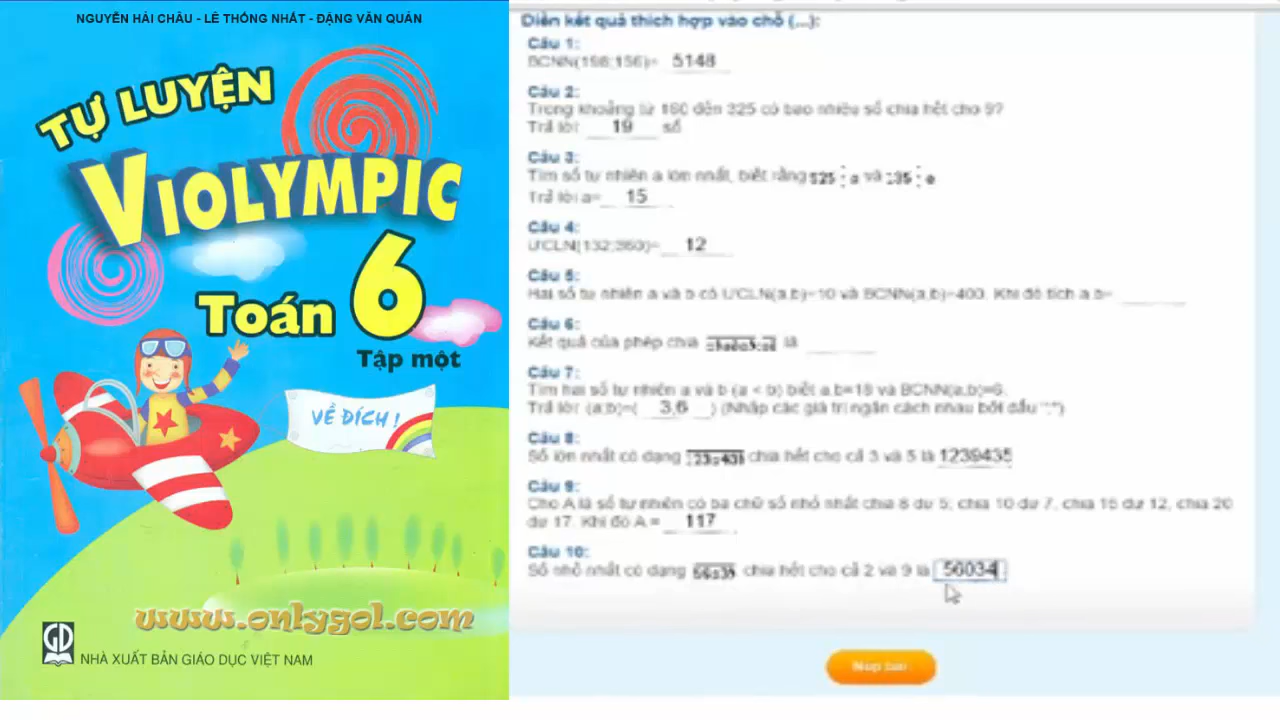 NGUYỄN HẢI CHÂU - LÊ THỐNG NHẤT - ĐẶNG VĂN QUẢN
TỰ LUYỆN
VIOLYMPIC
Toán 6
Tập một
VỀ ĐÍCH !
www.onlygol.com
GD
NHÀ XUẤT BẢN GIÁO DỤC VIỆT NAM
Điền kết quả thích hợp vào chỗ (...):
Câu 1:
BCNN(198;156)= 5148
Câu 2:
Trong khoảng từ 160 đến 325 có bao nhiêu số chia hết cho 9?
Trả lời: 19 số
Câu 3:
Tìm số tự nhiên a lớn nhất, biết rằng 525 ⋮ a và ⋮ a
Trả lời a= 15
Câu 4:
ƯCLN(132;360)= 12
Câu 5:
Hai số tự nhiên a và b có ƯCLN(a,b)=10 và BCNN(a,b)=400. Khi đó tích a.b=
Câu 6:
Kết quả của phép chia là
Câu 7:
Tìm hai số tự nhiên a và b (a < b) biết a.b=18 và BCNN(a,b)=6.
Trả lời: (a;b)=( 3;6 ) (Nhập các giá trị ngăn cách nhau bởi dấu ";")
Câu 8:
Số lớn nhất có dạng chia hết cho cả 3 và 5 là 1239435
Câu 9:
Cho A là số tự nhiên có ba chữ số nhỏ nhất chia 8 dư 5; chia 10 dư 7, chia 15 dư 12, chia 20
dư 17. Khi đó A = 117
Câu 10:
Số nhỏ nhất có dạng chia hết cho cả 2 và 9 là 56034
Nộp bài